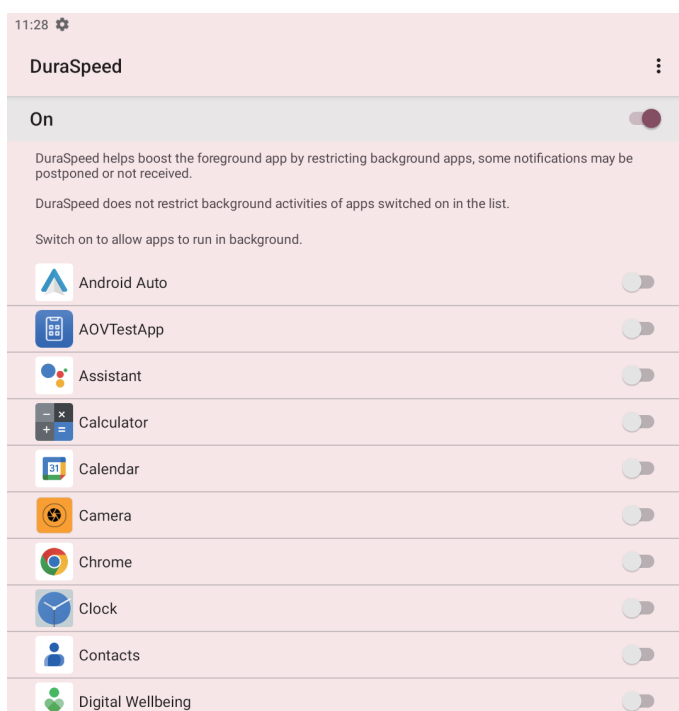 11:28
DuraSpeed
On
DuraSpeed helps boost the foreground app by restricting background apps, some notifications may be
postponed or not received.
DuraSpeed does not restrict background activities of apps switched on in the list.
Switch on to allow apps to run in background.
Android Auto
AOVTestApp
Assistant
Calculator
31
Calendar
Camera
Chrome
Clock
Contacts
Digital Wellbeing